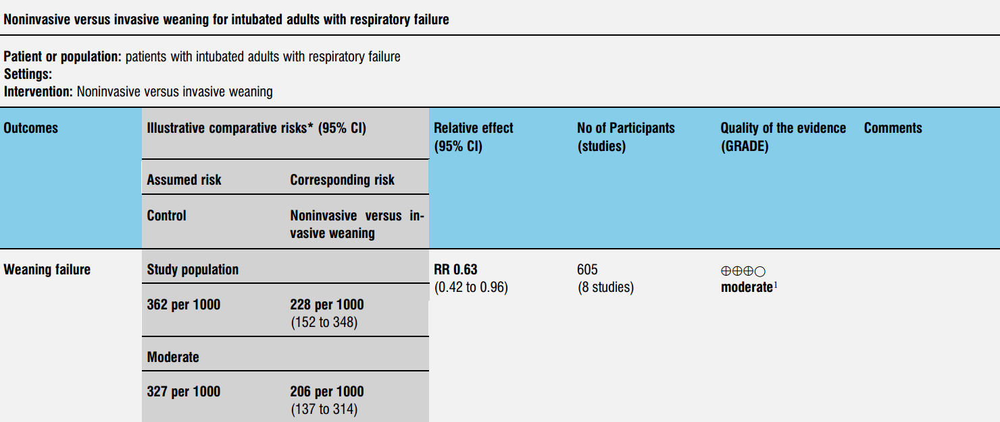 Noninvasive versus invasive weaning for intubated adults with respiratory failure
Patient or population: patients with intubated adults with respiratory failure
Settings:
Intervention: Noninvasive versus invasive weaning
Outcomes
Illustrative comparative risks* (95% CI)
Relative effect
(95% CI)
No of Participants
(studies)
Quality of the evidence
(GRADE)
Comments
Assumed risk
Corresponding risk
Control
Noninvasive versus in-
vasive weaning
Weaning failure
Study population
RR 0.63
(0.42 to 0.96)
605
(8 studies)
⊕⊕⊕○
moderate¹
362 per 1000
228 per 1000
(152 to 348)
Moderate
327 per 1000
206 per 1000
(137 to 314)